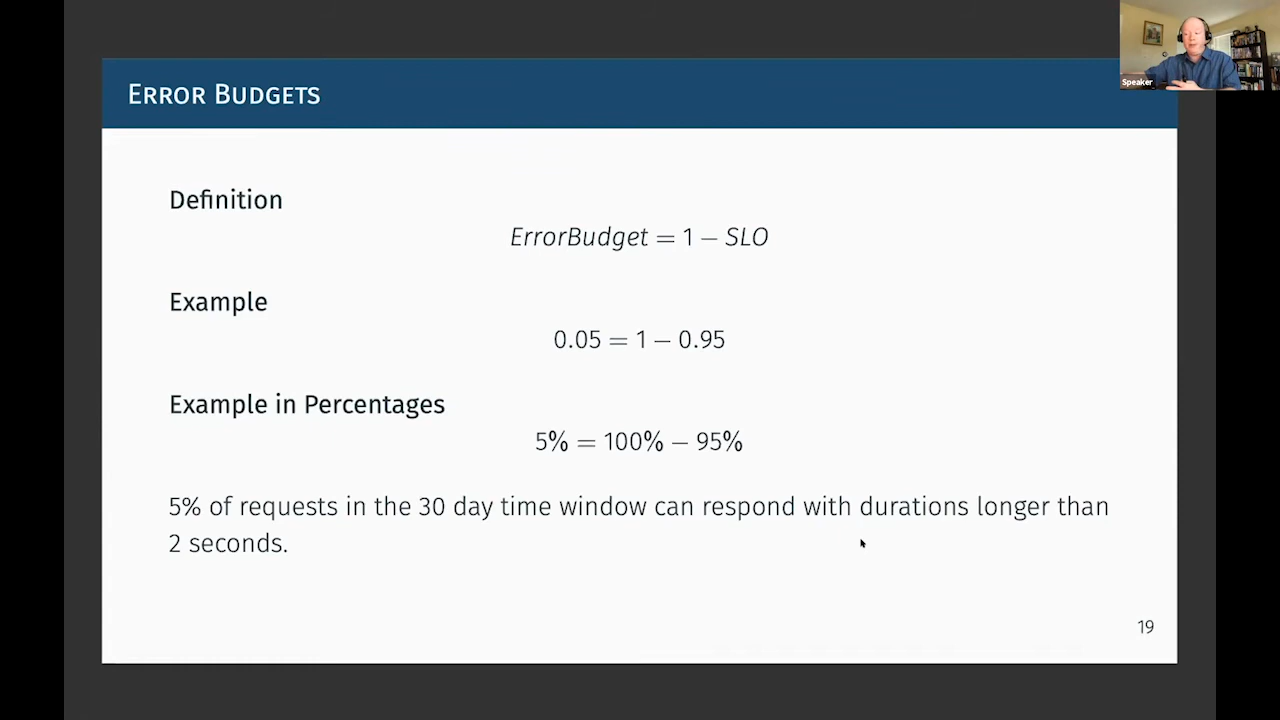 Speaker
Error Budgets
Definition
ErrorBudget = 1 − SLO
Example
0.05 = 1 − 0.95
Example in Percentages
5% = 100% − 95%
5% of requests in the 30 day time window can respond with durations longer than
2 seconds.
19